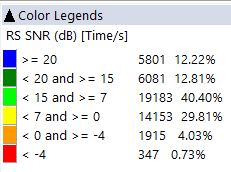 Color Legends
RS SNR (dB) [Time/s]
>= 20 5801 12.22%
< 20 and >= 15 6081 12.81%
< 15 and >= 7 19183 40.40%
< 7 and >= 0 14153 29.81%
< 0 and >= -4 1915 4.03%
< -4 347 0.73%